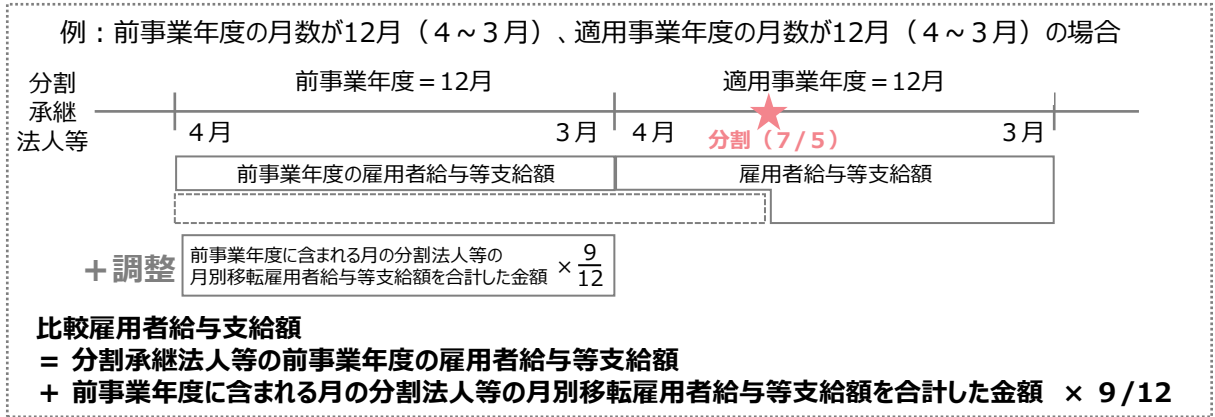 例：前事業年度の月数が12月（４～３月）、適用事業年度の月数が12月（４～３月）の場合
分割
承継
法人等
前事業年度＝12月
適用事業年度＝12月
４月
３月
４月
分割（７/５）
３月
前事業年度の雇用者給与等支給額
雇用者給与等支給額
＋調整
前事業年度に含まれる月の分割法人等の
月別移転雇用者給与等支給額を合計した金額
× 9/12
比較雇用者給与支給額
＝ 分割承継法人等の前事業年度の雇用者給与等支給額
＋ 前事業年度に含まれる月の分割法人等の月別移転雇用者給与等支給額を合計した金額 × ９/12